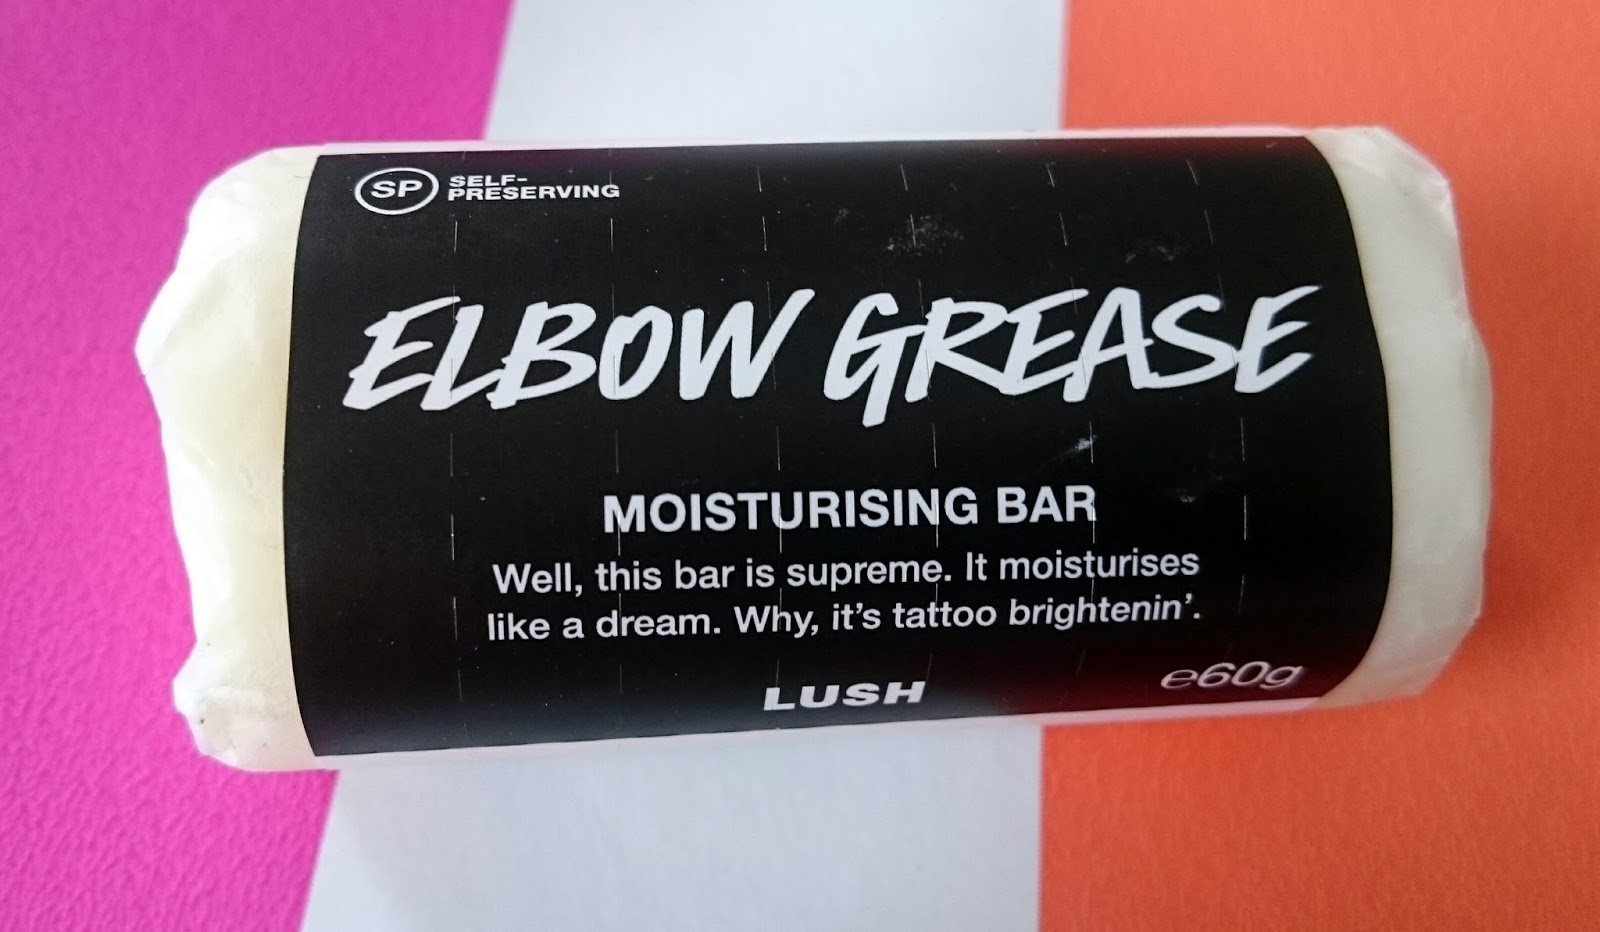 SP
SELF-
PRESERVING
ELBOW GREASE
MOISTURISING BAR
Well, this bar is supreme. It moisturises
like a dream. Why, it's tattoo brightenin'.
LUSH
℮60g